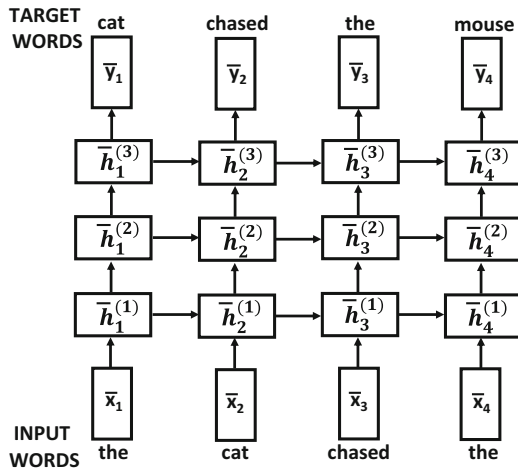 TARGET WORDS
cat chased the mouse
y̅₁ y̅₂ y̅₃ y̅₄
h̅₁⁽³⁾ h̅₂⁽³⁾ h̅₃⁽³⁾ h̅₄⁽³⁾
h̅₁⁽²⁾ h̅₂⁽²⁾ h̅₃⁽²⁾ h̅₄⁽²⁾
h̅₁⁽¹⁾ h̅₂⁽¹⁾ h̅₃⁽¹⁾ h̅₄⁽¹⁾
x̅₁ x̅₂ x̅₃ x̅₄
INPUT WORDS
the cat chased the